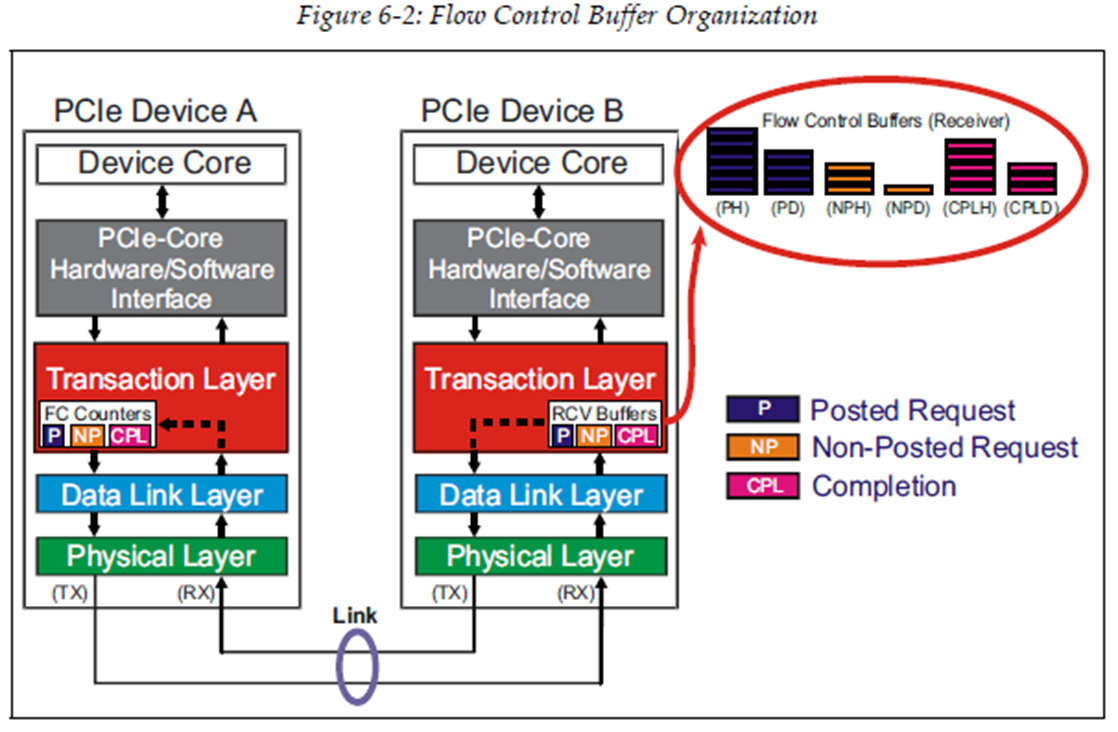 Figure 6-2: Flow Control Buffer Organization
PCIe Device A
Device Core
PCIe-Core
Hardware/Software
Interface
Transaction Layer
FC Counters
P NP CPL
Data Link Layer
Physical Layer
(TX) (RX)
PCIe Device B
Device Core
PCIe-Core
Hardware/Software
Interface
Transaction Layer
RCV Buffers
P NP CPL
Data Link Layer
Physical Layer
(TX) (RX)
Link
Flow Control Buffers (Receiver)
(PH) (PD) (NPH) (NPD) (CPLH) (CPLD)
P Posted Request
NP Non-Posted Request
CPL Completion